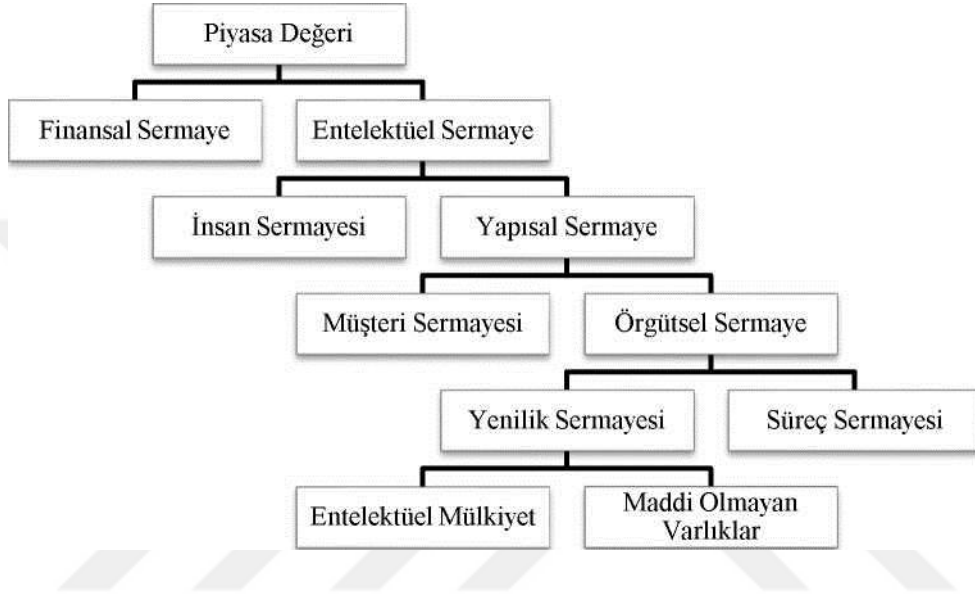 Piyasa Değeri
Finansal Sermaye
Entelektüel Sermaye
İnsan Sermayesi
Yapısal Sermaye
Müşteri Sermayesi
Örgütsel Sermaye
Yenilik Sermayesi
Süreç Sermayesi
Entelektüel Mülkiyet
Maddi Olmayan
Varlıklar